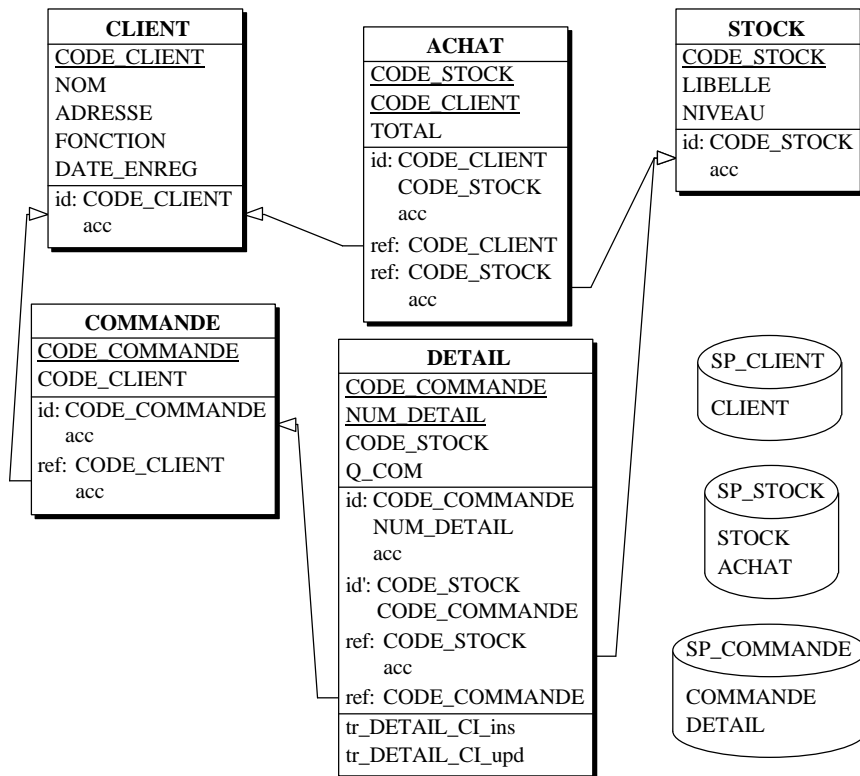 CLIENT
CODE_CLIENT
NOM
ADRESSE
FONCTION
DATE_ENREG
id: CODE_CLIENT
acc
ACHAT
CODE_STOCK
CODE_CLIENT
TOTAL
id: CODE_CLIENT
CODE_STOCK
acc
ref: CODE_CLIENT
ref: CODE_STOCK
acc
STOCK
CODE_STOCK
LIBELLE
NIVEAU
id: CODE_STOCK
acc
COMMANDE
CODE_COMMANDE
CODE_CLIENT
id: CODE_COMMANDE
acc
ref: CODE_CLIENT
acc
DETAIL
CODE_COMMANDE
NUM_DETAIL
CODE_STOCK
Q_COM
id: CODE_COMMANDE
NUM_DETAIL
acc
id': CODE_STOCK
CODE_COMMANDE
ref: CODE_STOCK
acc
ref: CODE_COMMANDE
tr_DETAIL_CI_ins
tr_DETAIL_CI_upd
SP_CLIENT
CLIENT
SP_STOCK
STOCK
ACHAT
SP_COMMANDE
COMMANDE
DETAIL